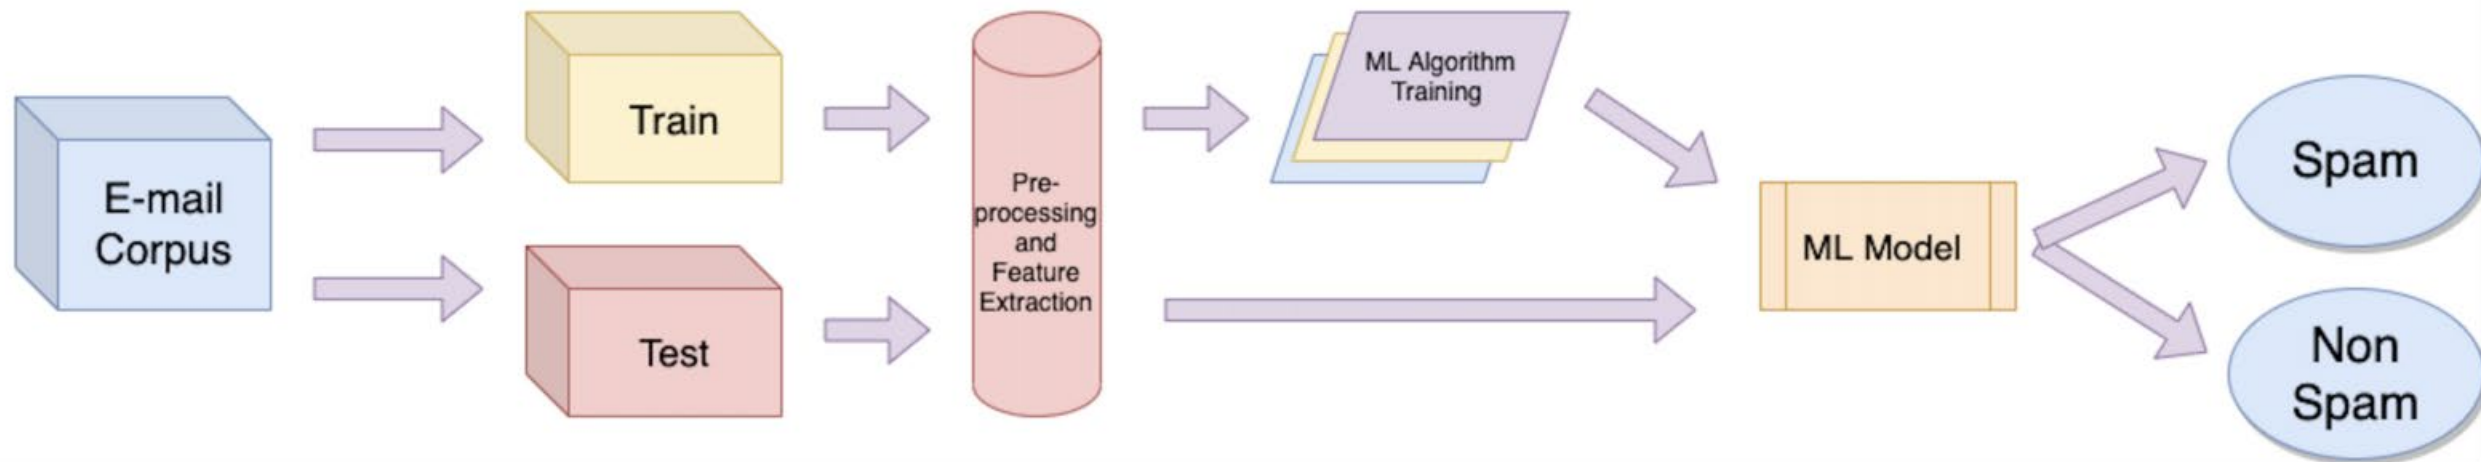 E-mail
Corpus
Train
Test
Pre-
processing
and
Feature
Extraction
ML Algorithm
Training
ML Model
Spam
Non
Spam